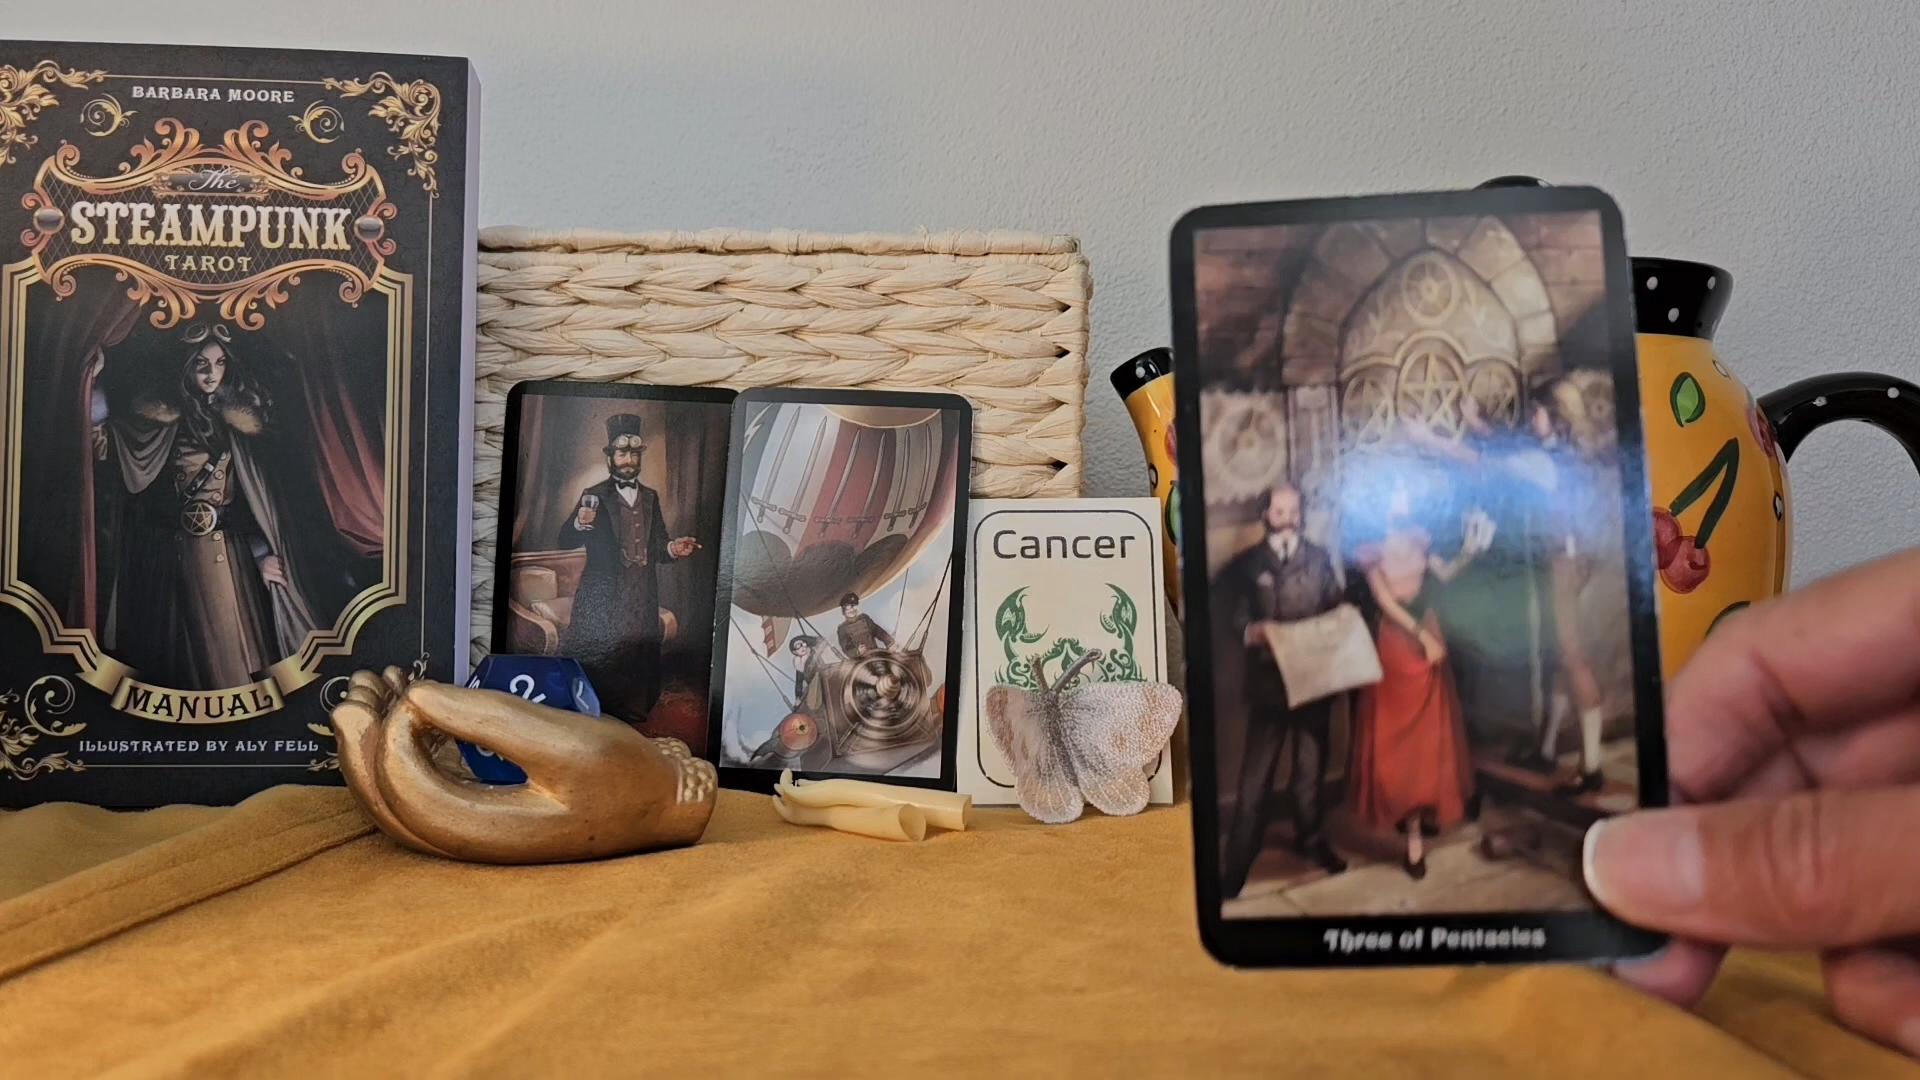 BARBARA MOORE
The
STEAMPUNK
TAROT
MANUAL
ILLUSTRATED BY ALY FELL
Cancer
Three of Pentacles